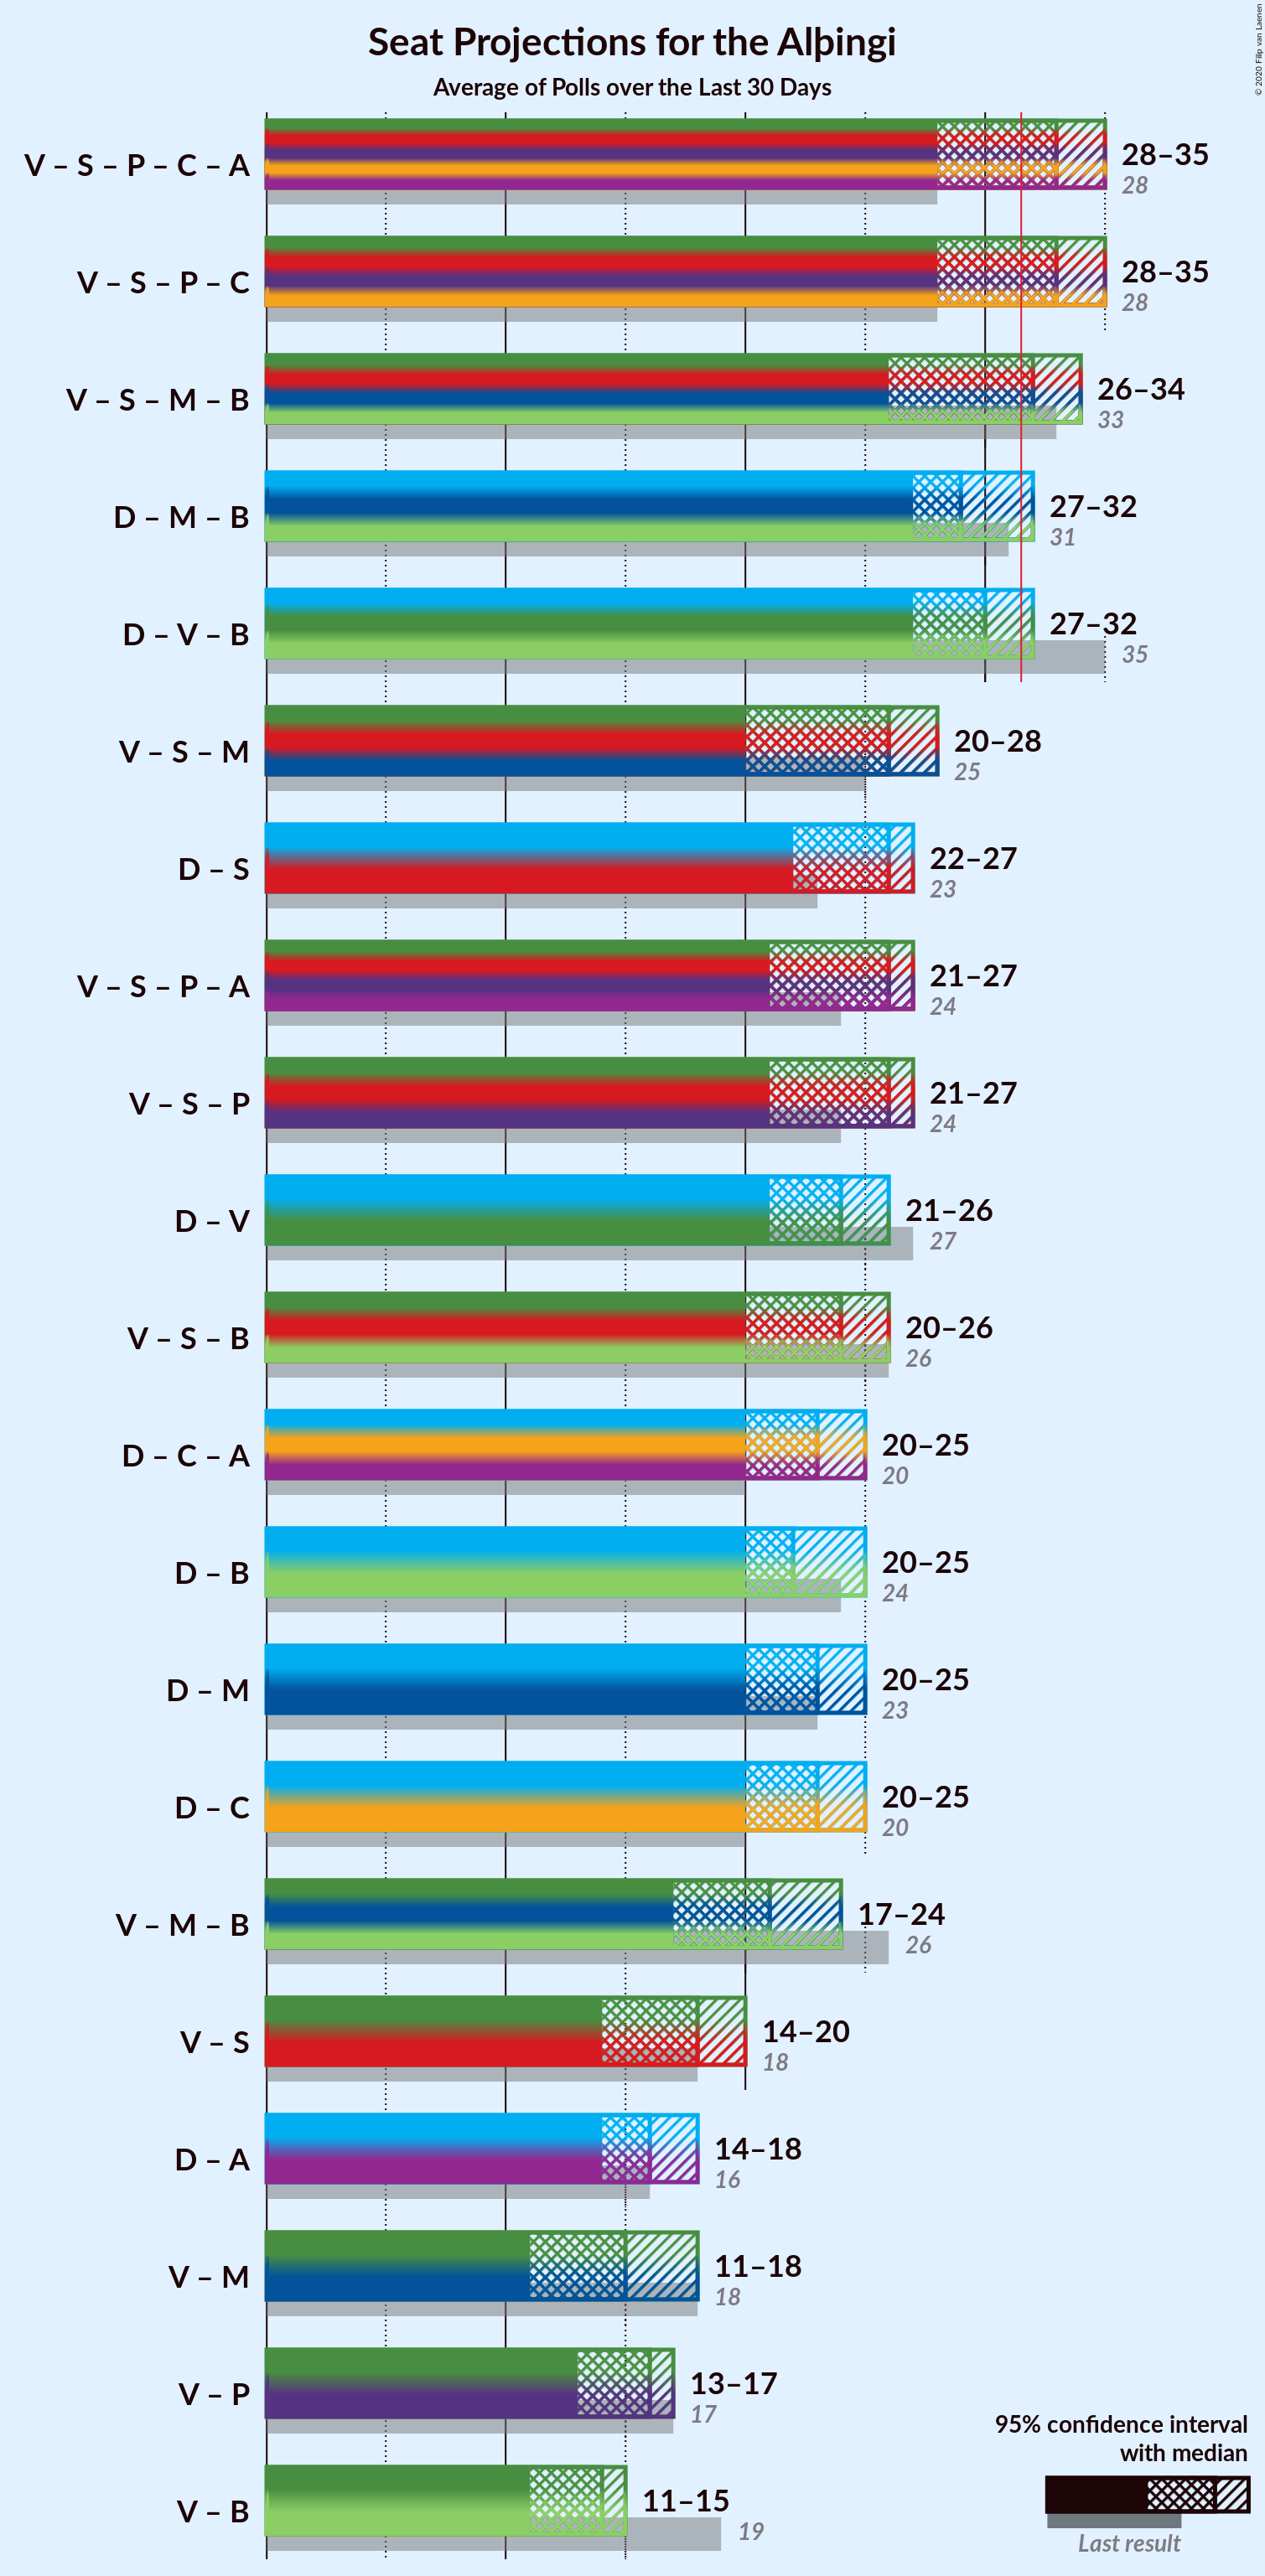 Seat Projections for the Alþingi
Average of Polls over the Last 30 Days
© 2020 Filip van Laenen
V – S – P – C – A
28–35
28
V – S – P – C
28–35
28
V – S – M – B
26–34
33
D – M – B
27–32
31
D – V – B
27–32
35
V – S – M
20–28
25
D – S
22–27
23
V – S – P – A
21–27
24
V – S – P
21–27
24
D – V
21–26
27
V – S – B
20–26
26
D – C – A
20–25
20
D – B
20–25
24
D – M
20–25
23
D – C
20–25
20
V – M – B
17–24
26
V – S
14–20
18
D – A
14–18
16
V – M
11–18
18
V – P
13–17
17
V – B
11–15
19
95% confidence interval
with median
Last result